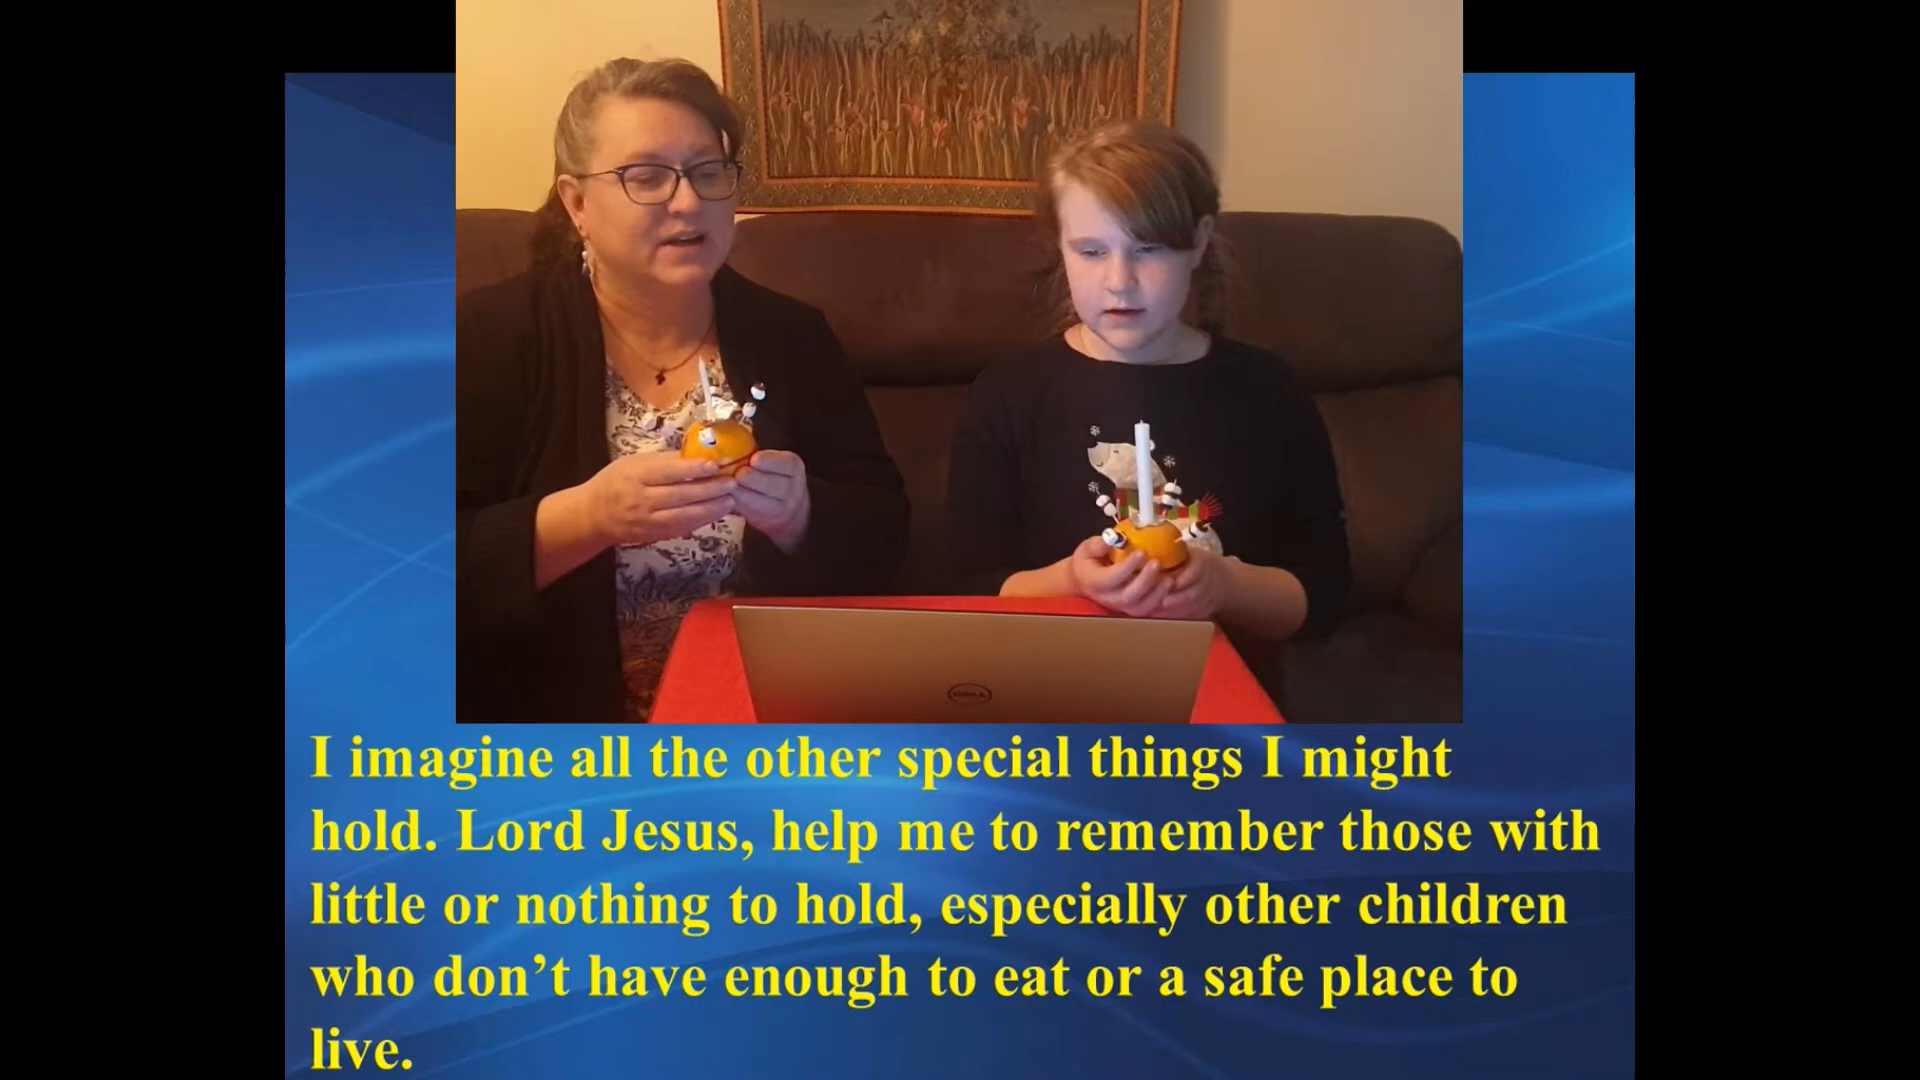 DELL
I imagine all the other special things I might
hold. Lord Jesus, help me to remember those with
little or nothing to hold, especially other children
who don’t have enough to eat or a safe place to
live.